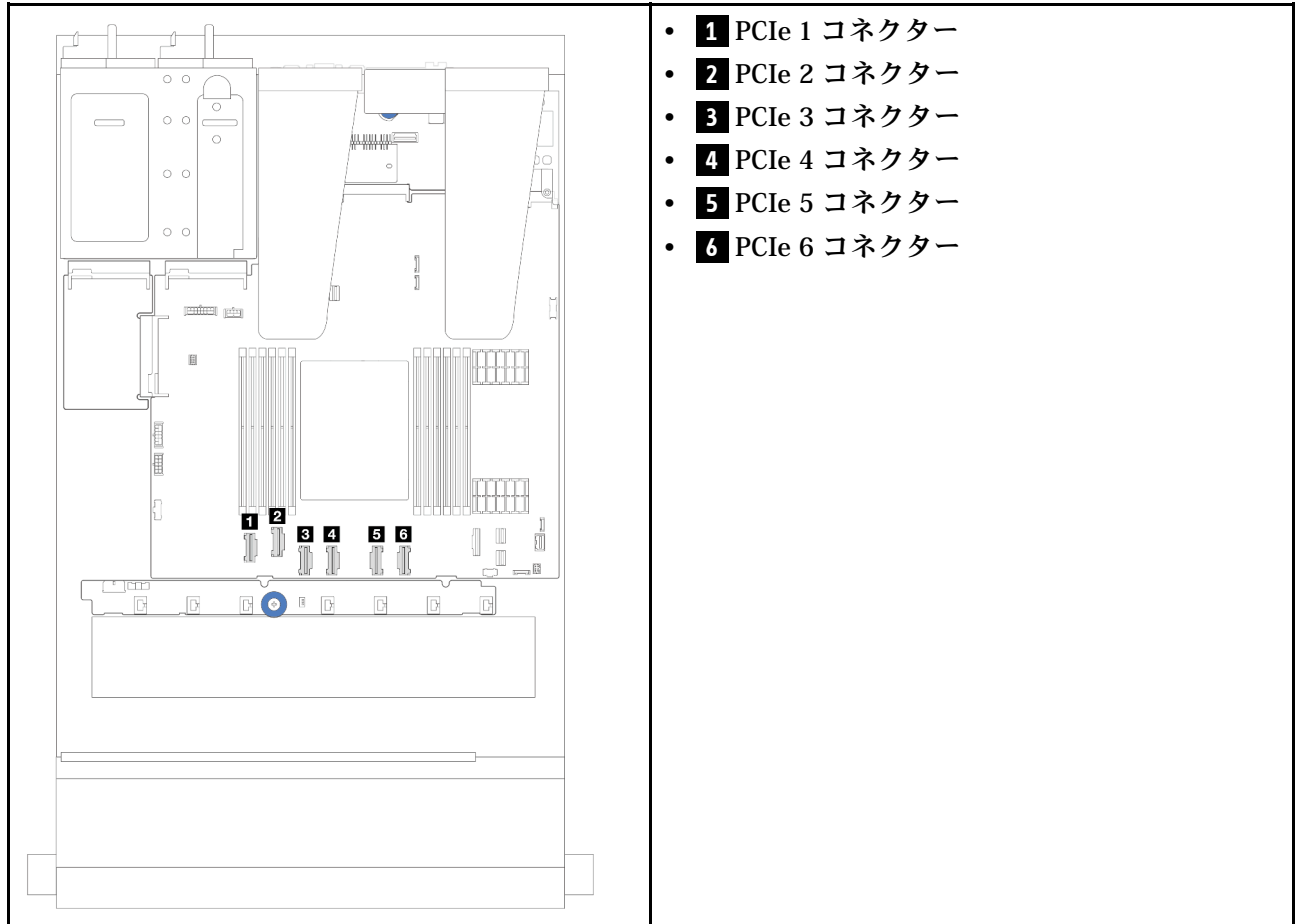 1
2
3
4
5
6
• 1 PCIe 1 コネクター
• 2 PCIe 2 コネクター
• 3 PCIe 3 コネクター
• 4 PCIe 4 コネクター
• 5 PCIe 5 コネクター
• 6 PCIe 6 コネクター